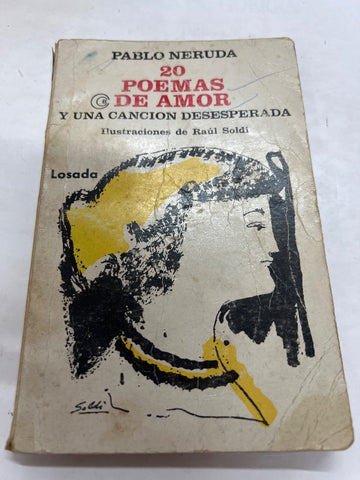 PABLO NERUDA
20
POEMAS
DE AMOR
Y UNA CANCION DESESPERADA
Ilustraciones de Raúl Soldi
Losada
Soldi